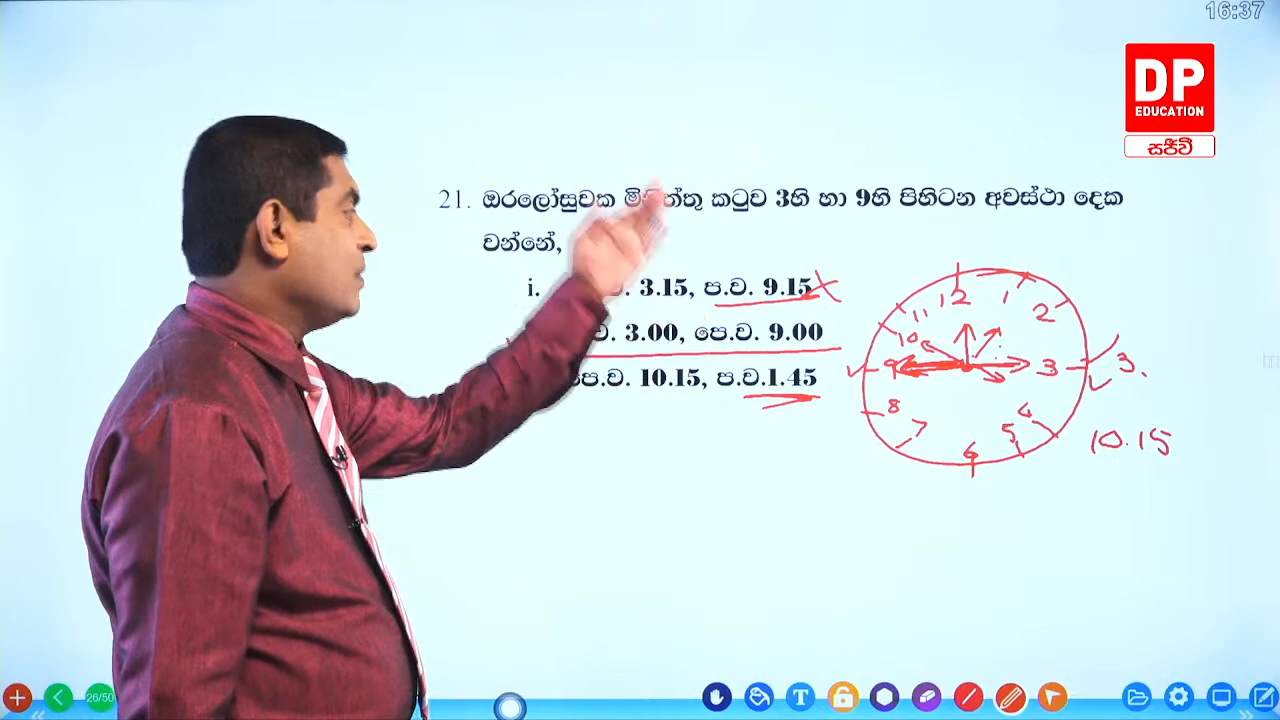 16:37
DP
EDUCATION
සජීවී
21. ඔරලෝසුවක මිනිත්තු කටුව 3හි හා 9හි පිහිටන අවස්ථා දෙක
වන්නේ,
i. 3.15, ප.ව. 9.15
3.00, පෙ.ව. 9.00
පෙ.ව. 10.15, ප.ව.1.45
12
11 1
10 2
9 3 3.
8 4
7 5
6
10.15
26/50